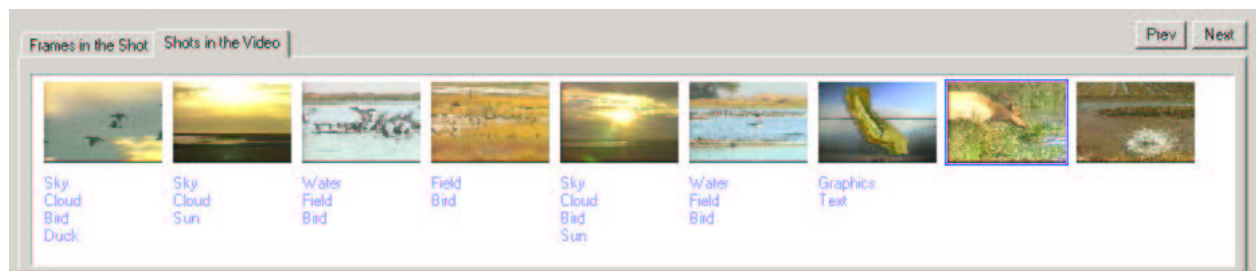 Frames in the Shot
Shots in the Video
Prev
Next
Sky
Cloud
Bird
Duck
Sky
Cloud
Sun
Water
Field
Bird
Field
Bird
Sky
Cloud
Bird
Sun
Water
Field
Bird
Graphics
Text